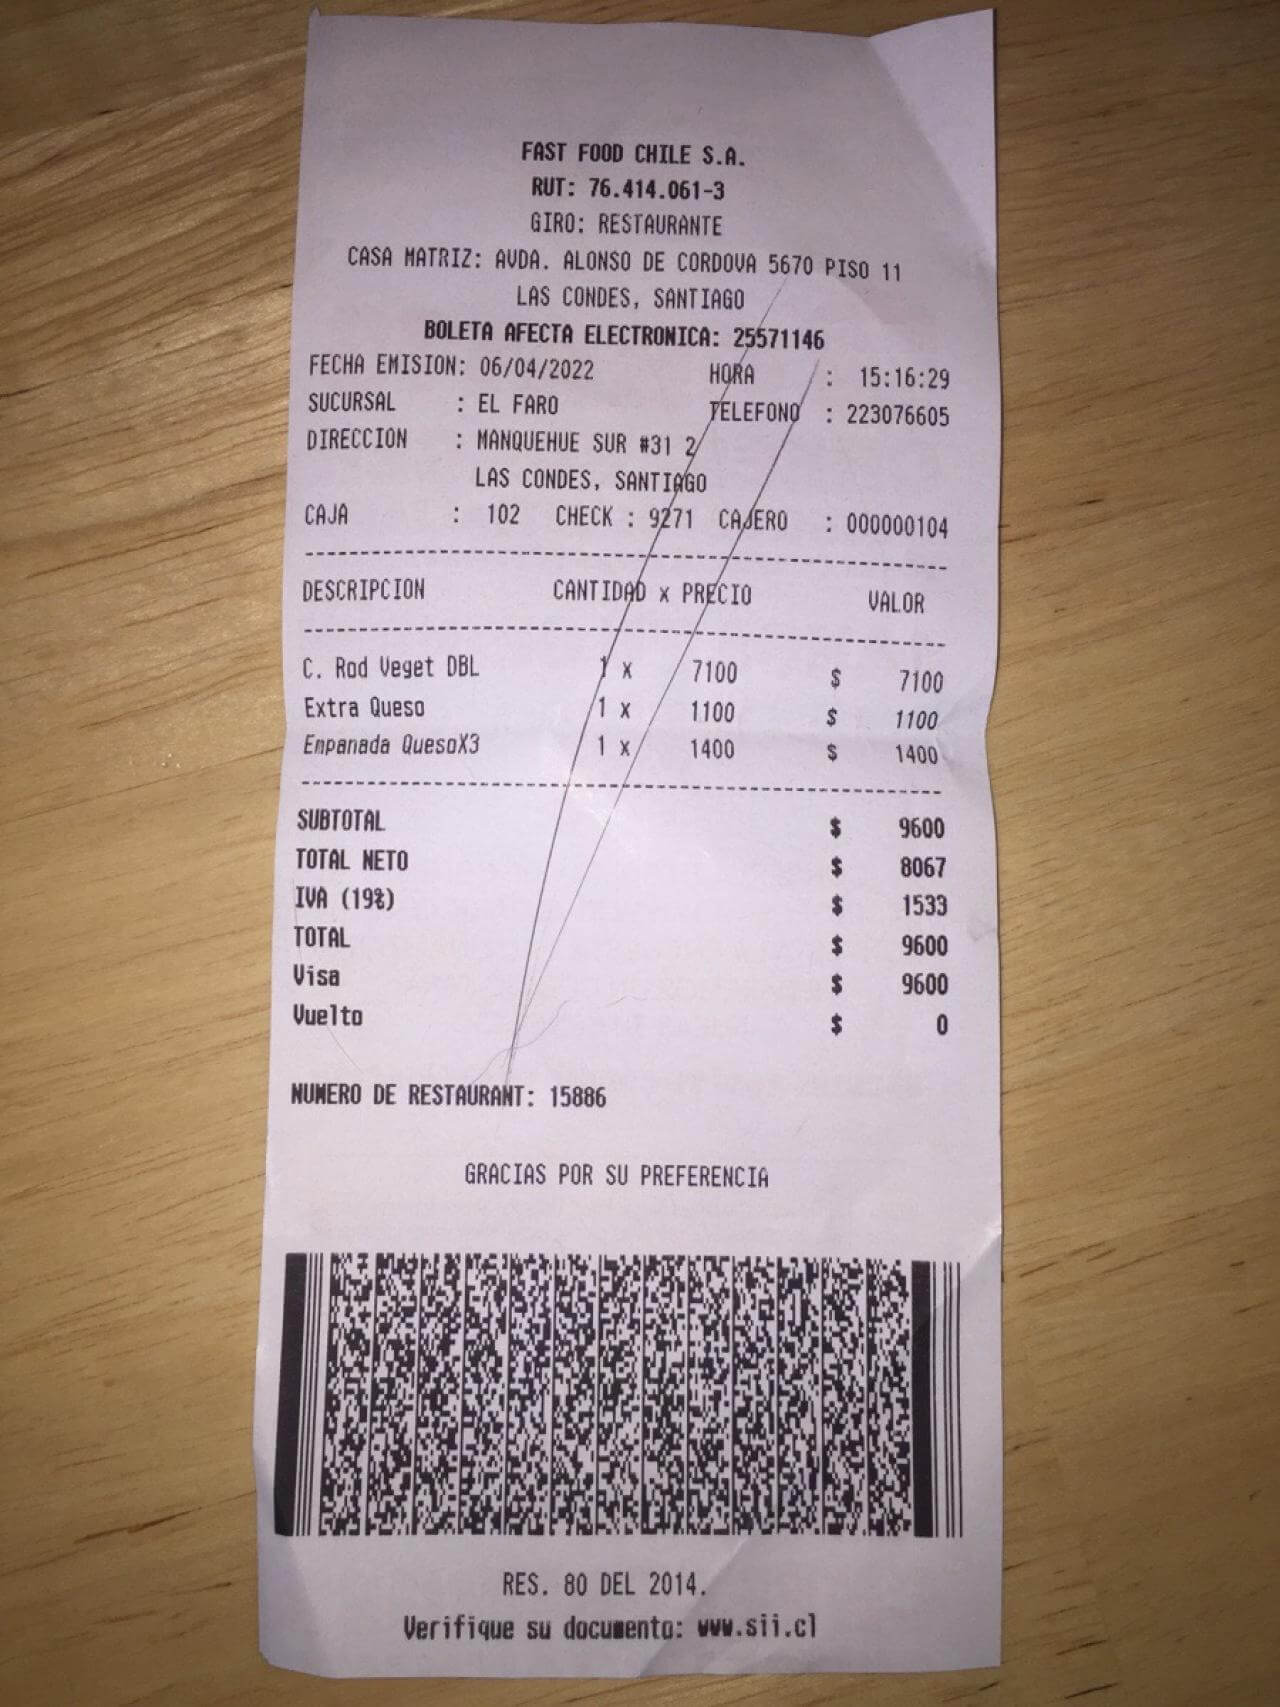 FAST FOOD CHILE S.A.
RUT: 76.414.061-3
GIRO: RESTAURANTE
CASA MATRIZ: AVDA. ALONSO DE CORDOVA 5670 PISO 11
LAS CONDES, SANTIAGO
BOLETA AFECTA ELECTRONICA: 25571146
FECHA EMISION: 06/04/2022 HORA : 15:16:29
SUCURSAL : EL FARO TELEFONO : 223076605
DIRECCION : MANQUEHUE SUR #31 2
LAS CONDES, SANTIAGO
CAJA : 102 CHECK : 9271 CAJERO : 000000104
DESCRIPCION CANTIDAD x PRECIO VALOR
C. Rod Veget DBL 1 x 7100 $ 7100
Extra Queso 1 x 1100 $ 1100
Empanada QuesoX3 1 x 1400 $ 1400
SUBTOTAL $ 9600
TOTAL NETO $ 8067
IVA (19%) $ 1533
TOTAL $ 9600
Visa $ 9600
Vuelto $ 0
NUMERO DE RESTAURANT: 15886
GRACIAS POR SU PREFERENCIA
RES. 80 DEL 2014.
Verifique su documento: www.sii.cl